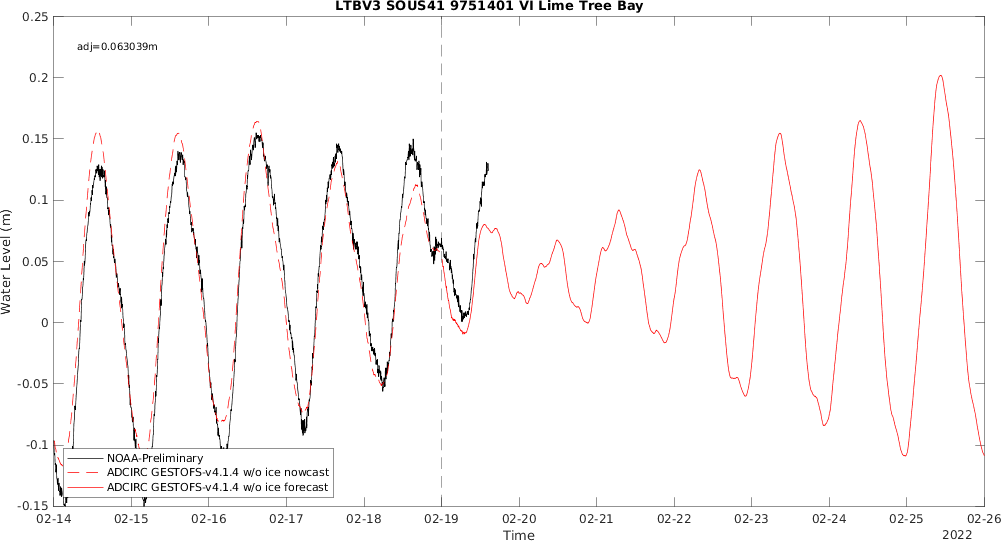 LTBV3 SOUS41 9751401 VI Lime Tree Bay
0.25
adj=0.063039m
0.2
0.15
0.1
0.05
0
-0.05
-0.1
-0.15
Water Level (m)
NOAA-Preliminary
ADCIRC GESTOFS-v4.1.4 w/o ice nowcast
ADCIRC GESTOFS-v4.1.4 w/o ice forecast
02-14 02-15 02-16 02-17 02-18 02-19 02-20 02-21 02-22 02-23 02-24 02-25 02-26
Time
2022